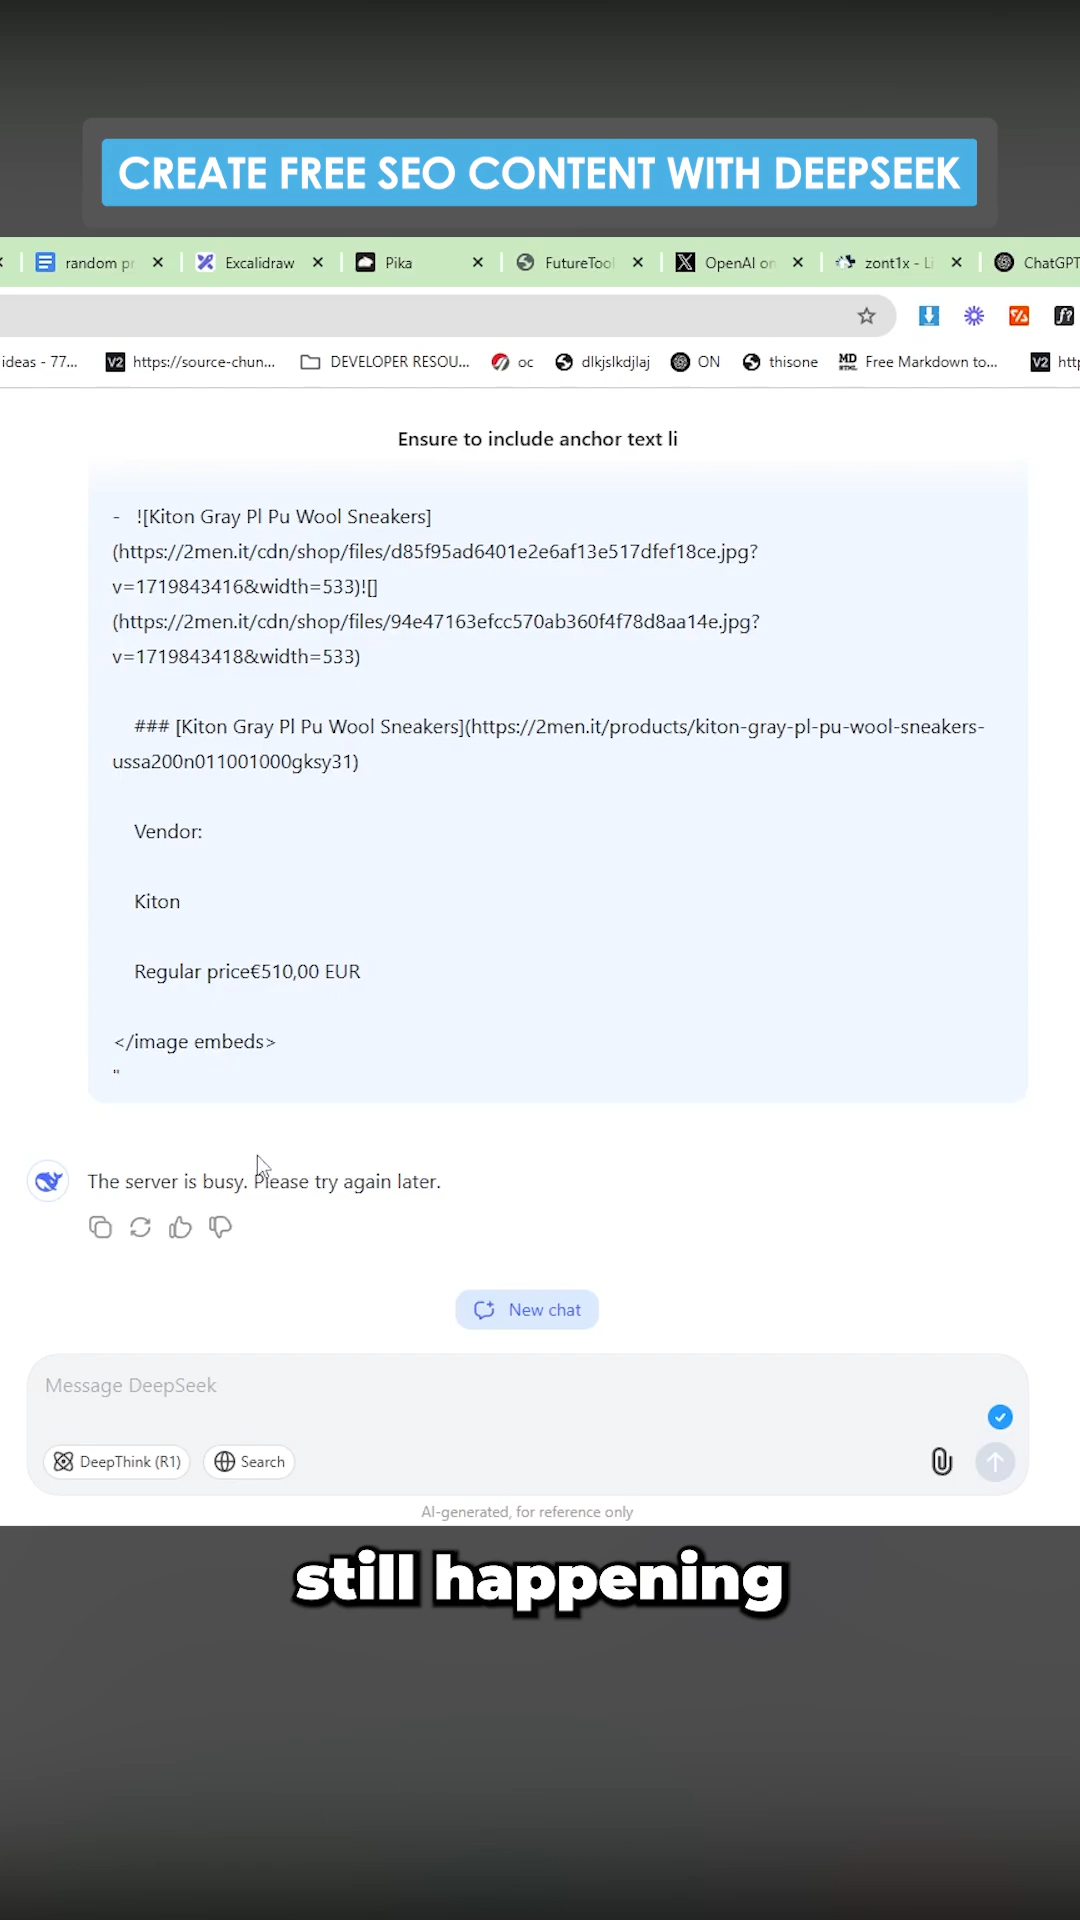 CREATE FREE SEO CONTENT WITH DEEPSEEK
random pr
Excalidraw
Pika
FutureTool
OpenAI on
zont1x - Li
ChatGPT
ideas - 77...
V2 https://source-chun...
DEVELOPER RESOU...
oc
dlkjslkdjlaj
ON
thisone
MD HTML Free Markdown to...
V2 http
Ensure to include anchor text li
- ![Kiton Gray Pl Pu Wool Sneakers]
(https://2men.it/cdn/shop/files/d85f95ad6401e2e6af13e517dfef18ce.jpg?
v=1719843416&width=533)![]
(https://2men.it/cdn/shop/files/94e47163efcc570ab360f4f78d8aa14e.jpg?
v=1719843418&width=533)
### [Kiton Gray Pl Pu Wool Sneakers](https://2men.it/products/kiton-gray-pl-pu-wool-sneakers-
ussa200n011001000gksy31)
Vendor:
Kiton
Regular price€510,00 EUR
</image embeds>
"
The server is busy. Please try again later.
New chat
Message DeepSeek
DeepThink (R1)
Search
AI-generated, for reference only
still happening